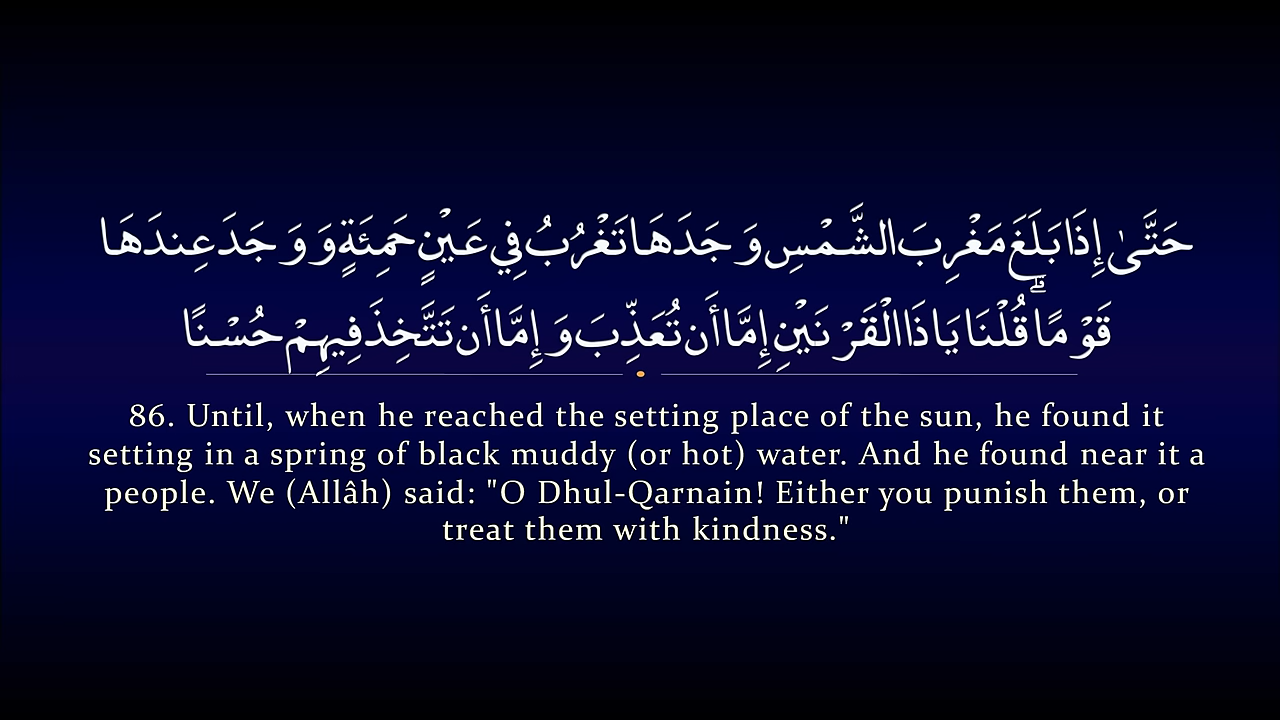 حَتَّىٰ إِذَا بَلَغَ مَغْرِبَ الشَّمْسِ وَجَدَهَا تَغْرُبُ فِي عَيْنٍ حَمِئَةٍ وَوَجَدَ عِندَهَا
قَوْمًا ۗ قُلْنَا يَا ذَا الْقَرْنَيْنِ إِمَّا أَن تُعَذِّبَ وَإِمَّا أَن تَتَّخِذَ فِيهِمْ حُسْنًا
86. Until, when he reached the setting place of the sun, he found it
setting in a spring of black muddy (or hot) water. And he found near it a
people. We (Allâh) said: "O Dhul-Qarnain! Either you punish them, or
treat them with kindness."